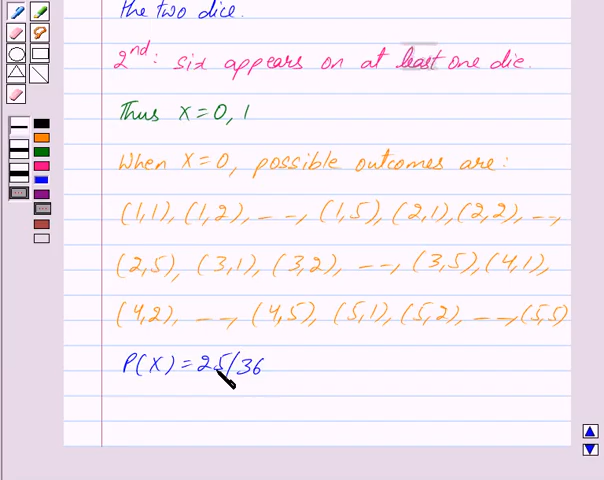 the two dice.
2nd: six appears on at least one die.
Thus X = 0, 1
When X = 0, possible outcomes are:
(1,1), (1,2), - - -, (1,5), (2,1), (2,2), - - -,
(2,5), (3,1), (3,2), - - -, (3,5), (4,1),
(4,2), - - -, (4,5), (5,1), (5,2), - - -, (5,5)
P(X) = 25/36